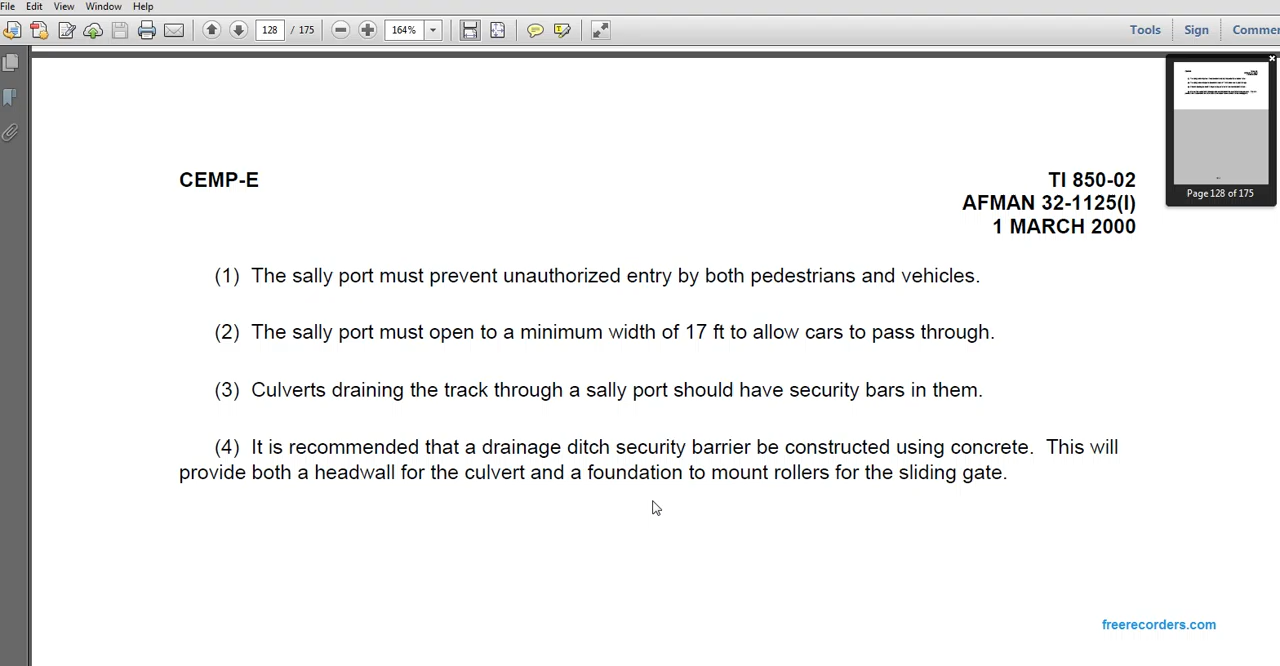 File Edit View Window Help
128 / 175 164% Tools Sign Commer
CEMP-E TI 850-02
AFMAN 32-1125(I)
1 MARCH 2000
Page 128 of 175
(1) The sally port must prevent unauthorized entry by both pedestrians and vehicles.
(2) The sally port must open to a minimum width of 17 ft to allow cars to pass through.
(3) Culverts draining the track through a sally port should have security bars in them.
(4) It is recommended that a drainage ditch security barrier be constructed using concrete. This will
provide both a headwall for the culvert and a foundation to mount rollers for the sliding gate.
freerecorders.com